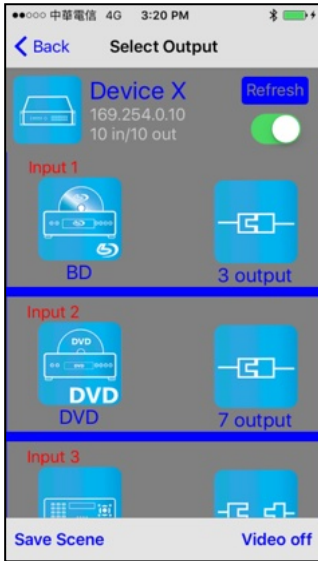 中華電信 4G 3:20 PM
Back Select Output
Device X
Refresh
169.254.0.10
10 in/10 out
Input 1
BD
3 output
Input 2
DVD
DVD
DVD
7 output
Input 3
Save Scene Video off